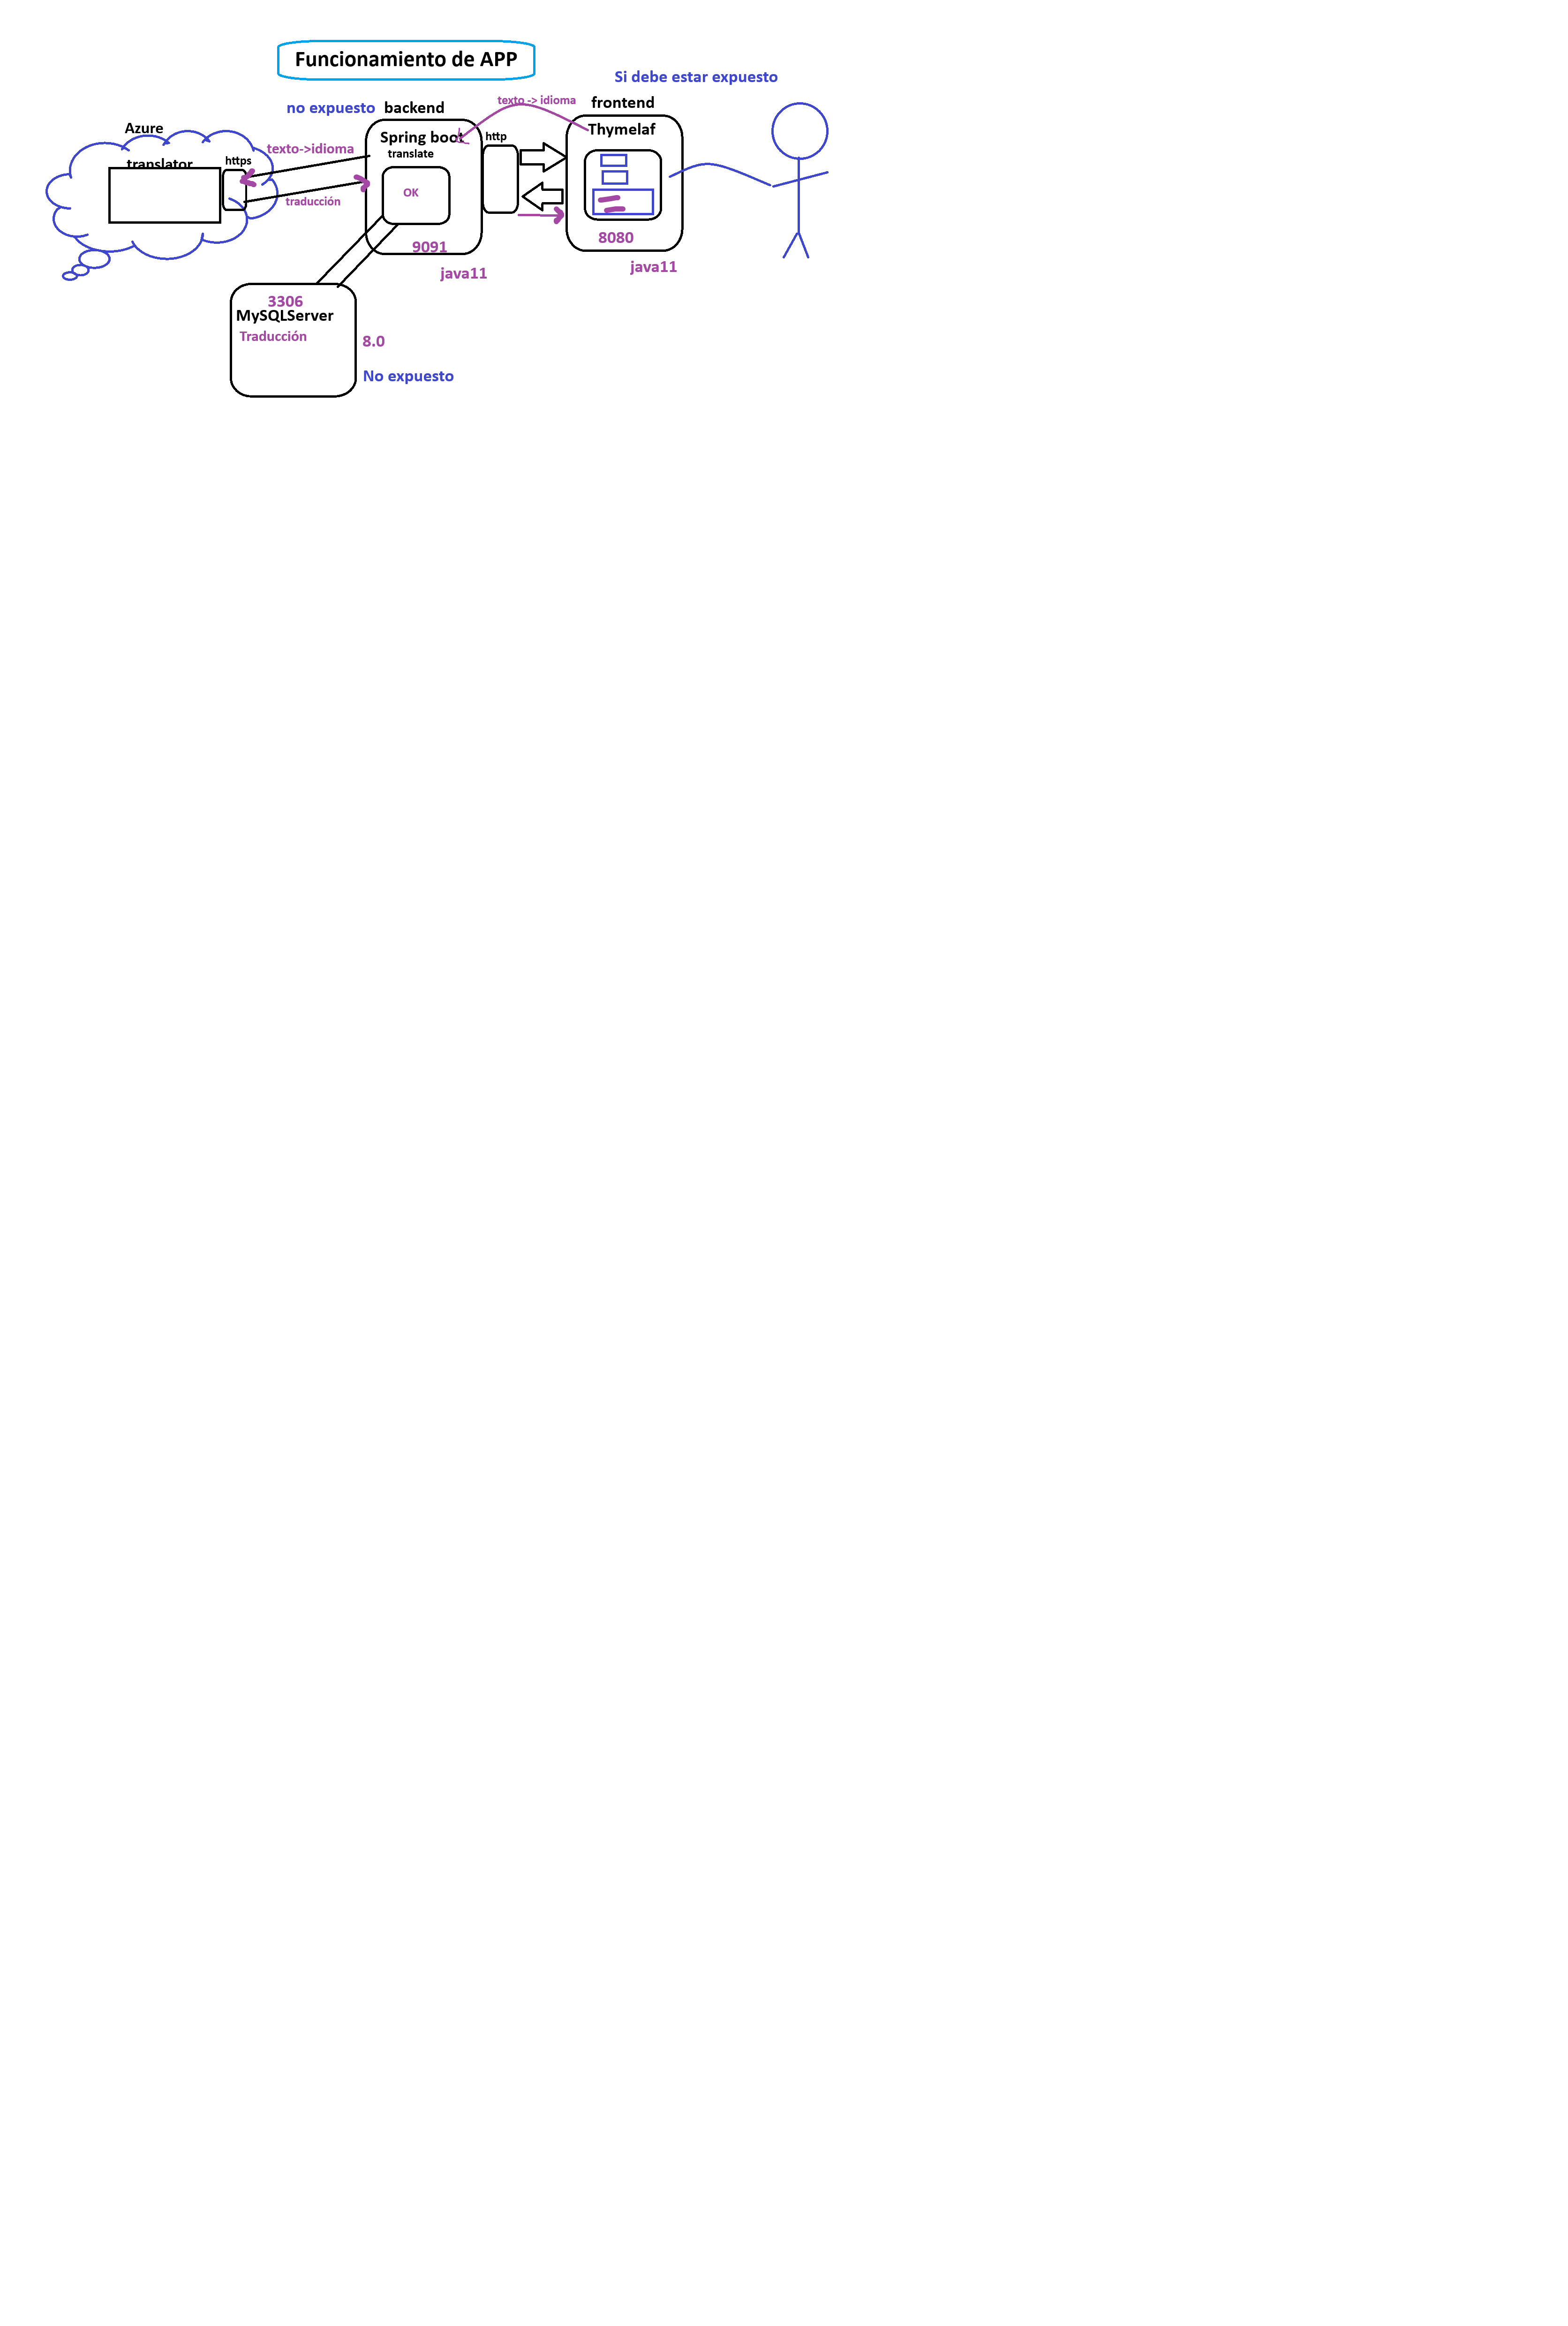 Funcionamiento de APP
Si debe estar expuesto
no expuesto
backend
texto -> idioma
frontend
Azure
translator
https
texto->idioma
traducción
Spring boot
translate
OK
9091
java11
http
Thymelaf
8080
java11
3306
MySQLServer
Traducción
8.0
No expuesto